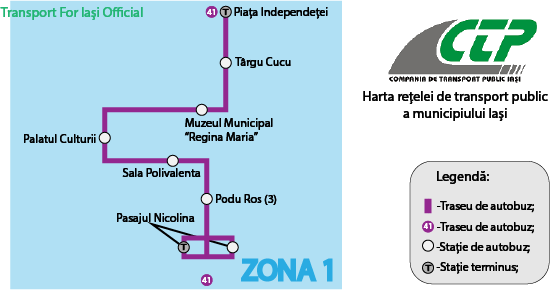 Transport For Iași Official
41 T Piața Independeței
Târgu Cucu
Muzeul Municipal
“Regina Maria”
Palatul Culturii
Sala Polivalenta
Podu Ros (3)
Pasajul Nicolina
T
41
ZONA 1
CTP
COMPANIA DE TRANSPORT PUBLIC IAȘI
Harta rețelei de transport public
a municipiului Iași
Legendă:
-Traseu de autobuz;
41 -Traseu de autobuz;
-Stație de autobuz;
T -Stație terminus;